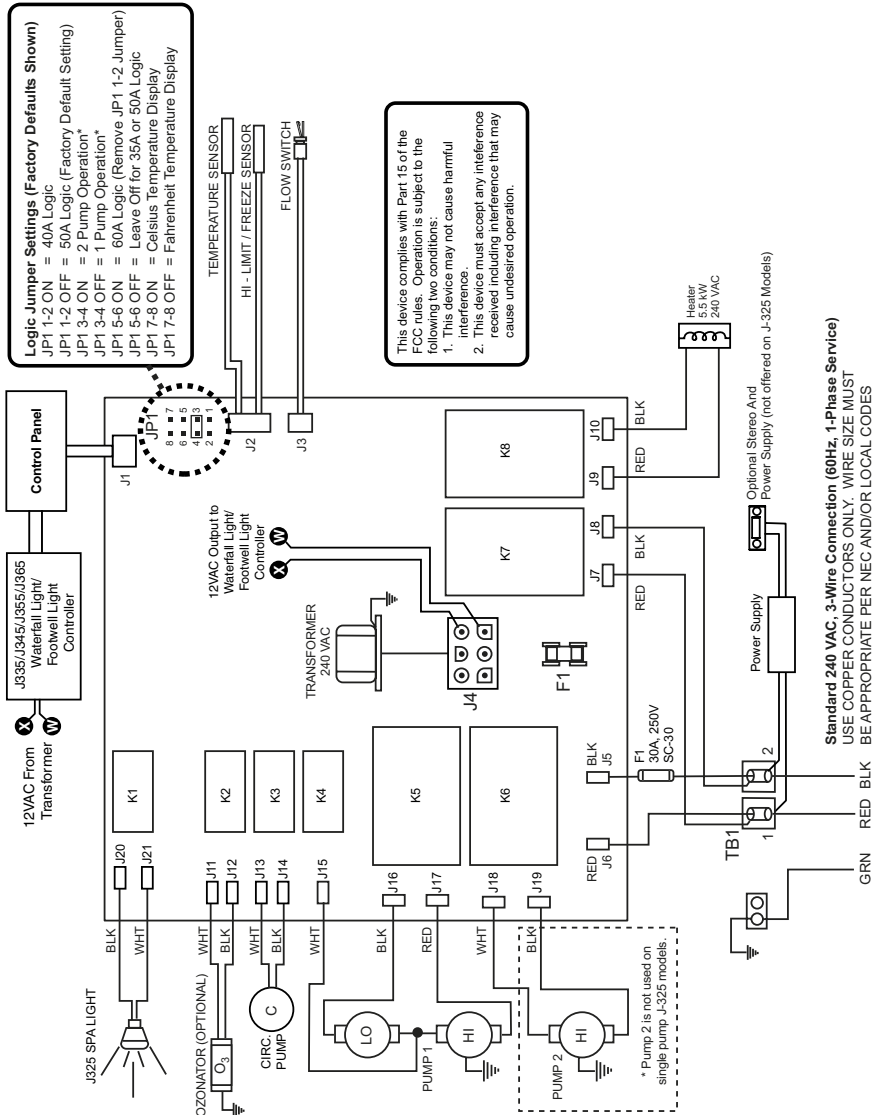 Logic Jumper Settings (Factory Defaults Shown)
JP1 1-2 ON = 40A Logic
JP1 1-2 OFF = 50A Logic (Factory Default Setting)
JP1 3-4 ON = 2 Pump Operation*
JP1 3-4 OFF = 1 Pump Operation*
JP1 5-6 ON = 60A Logic (Remove JP1 1-2 Jumper)
JP1 5-6 OFF = Leave Off for 35A or 50A Logic
JP1 7-8 ON = Celsius Temperature Display
JP1 7-8 OFF = Fahrenheit Temperature Display
TEMPERATURE SENSOR
HI - LIMIT / FREEZE SENSOR
FLOW SWITCH
This device complies with Part 15 of the
FCC rules. Operation is subject to the
following two conditions:
1. This device may not cause harmful
interference.
2. This device must accept any inteference
received including interference that may
cause undesired operation.
Heater
5.5 kW
240 VAC
Control Panel
J335/J345/J355/J365
Waterfall Light/
Footwell Light
Controller
12VAC From
Transformer
X
W
J1
JP1
8 7
6 5
4 3
2 1
J2
J3
12VAC Output to
Waterfall Light/
Footwell Light
Controller
X
W
TRANSFORMER
240 VAC
J4
F1
K1
K2
K3
K4
K5
K6
K7
K8
J20
J21
J11
J12
J13
J14
J15
J16
J17
J18
J19
J6
J5
J7
J8
J9
J10
BLK
WHT
WHT
BLK
WHT
BLK
WHT
BLK
RED
WHT
BLK
RED
BLK
RED
BLK
RED
BLK
J325 SPA LIGHT
OZONATOR (OPTIONAL)
O3
CIRC.
PUMP
C
LO
HI
PUMP 1
HI
PUMP 2
* Pump 2 is not used on
single pump J-325 models.
F1
30A, 250V
SC-30
TB1
1
2
GRN
RED
BLK
Power Supply
Optional Stereo And
Power Supply (not offered on J-325 Models)
Standard 240 VAC, 3-Wire Connection (60Hz, 1-Phase Service)
USE COPPER CONDUCTORS ONLY. WIRE SIZE MUST
BE APPROPRIATE PER NEC AND/OR LOCAL CODES